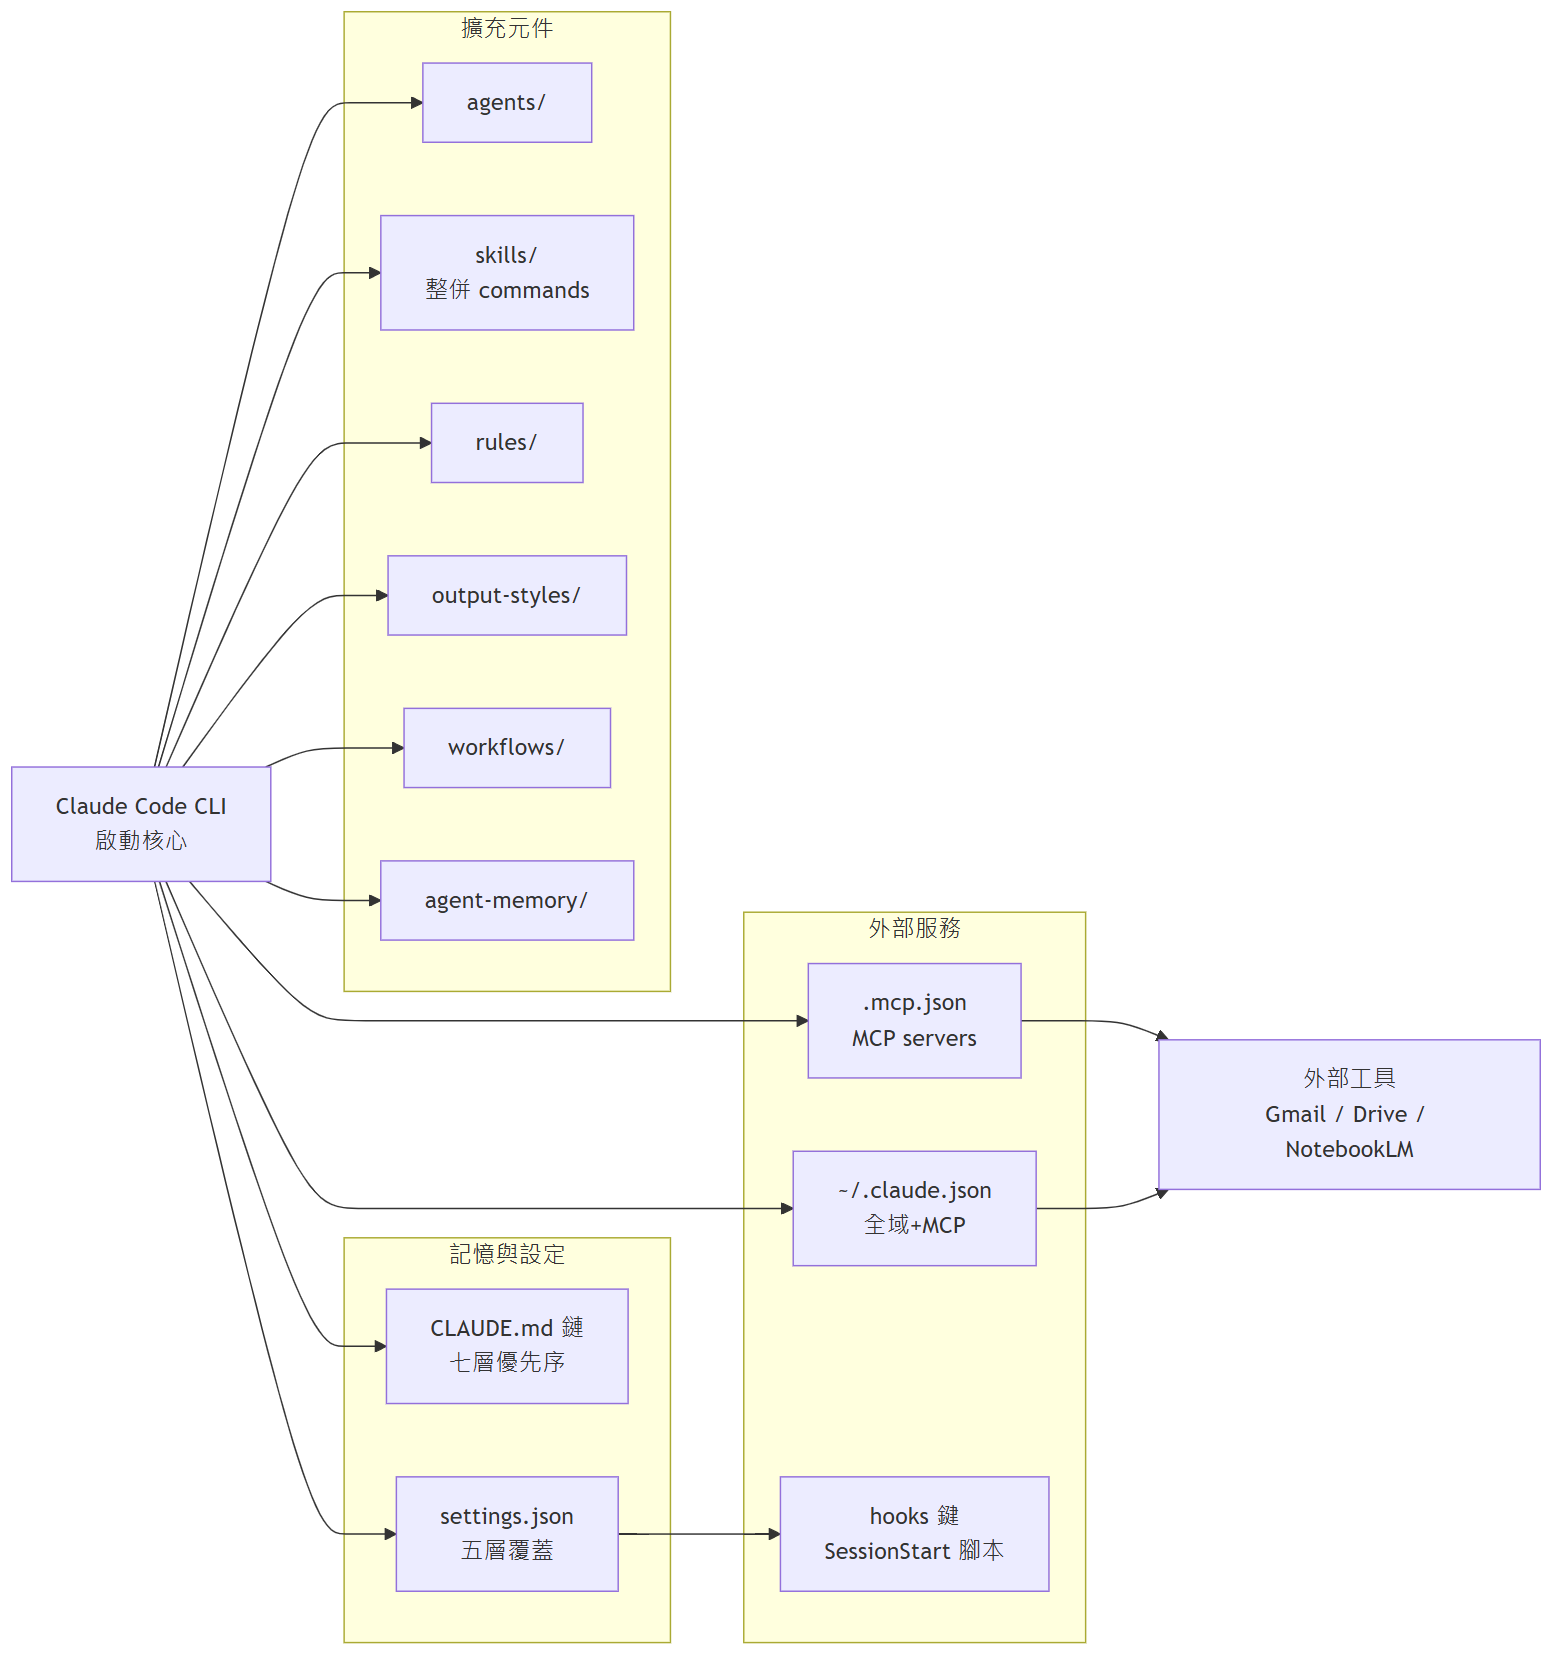 擴充元件
agents/
skills/
整併 commands
rules/
output-styles/
workflows/
Claude Code CLI
啟動核心
agent-memory/
外部服務
.mcp.json
MCP servers
外部工具
Gmail / Drive /
NotebookLM
~/.claude.json
全域+MCP
記憶與設定
CLAUDE.md 鏈
七層優先序
settings.json
五層覆蓋
hooks 鍵
SessionStart 腳本